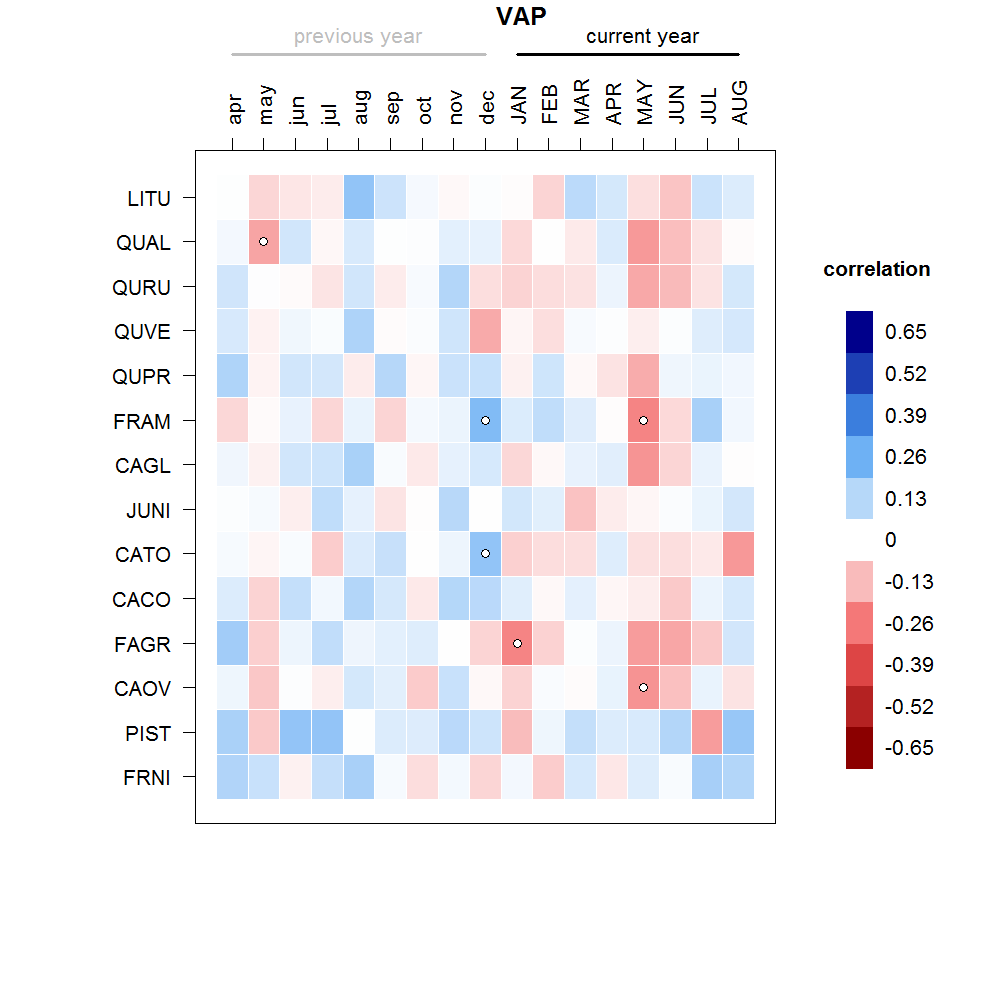 VAP
previous year current year
apr may jun jul aug sep oct nov dec JAN FEB MAR APR MAY JUN JUL AUG
LITU
QUAL
QURU
QUVE
QUPR
FRAM
CAGL
JUNI
CATO
CACO
FAGR
CAOV
PIST
FRNI
correlation
0.65
0.52
0.39
0.26
0.13
0
-0.13
-0.26
-0.39
-0.52
-0.65